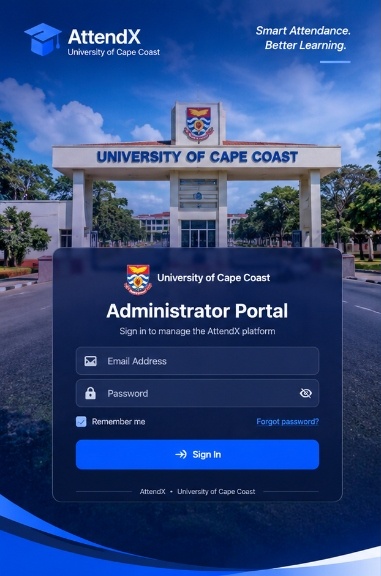 AttendX
University of Cape Coast
Smart Attendance.
Better Learning.
UNIVERSITY OF CAPE COAST
University of Cape Coast
Administrator Portal
Sign in to manage the AttendX platform
Email Address
Password
Remember me
Forgot password?
Sign In
AttendX • University of Cape Coast